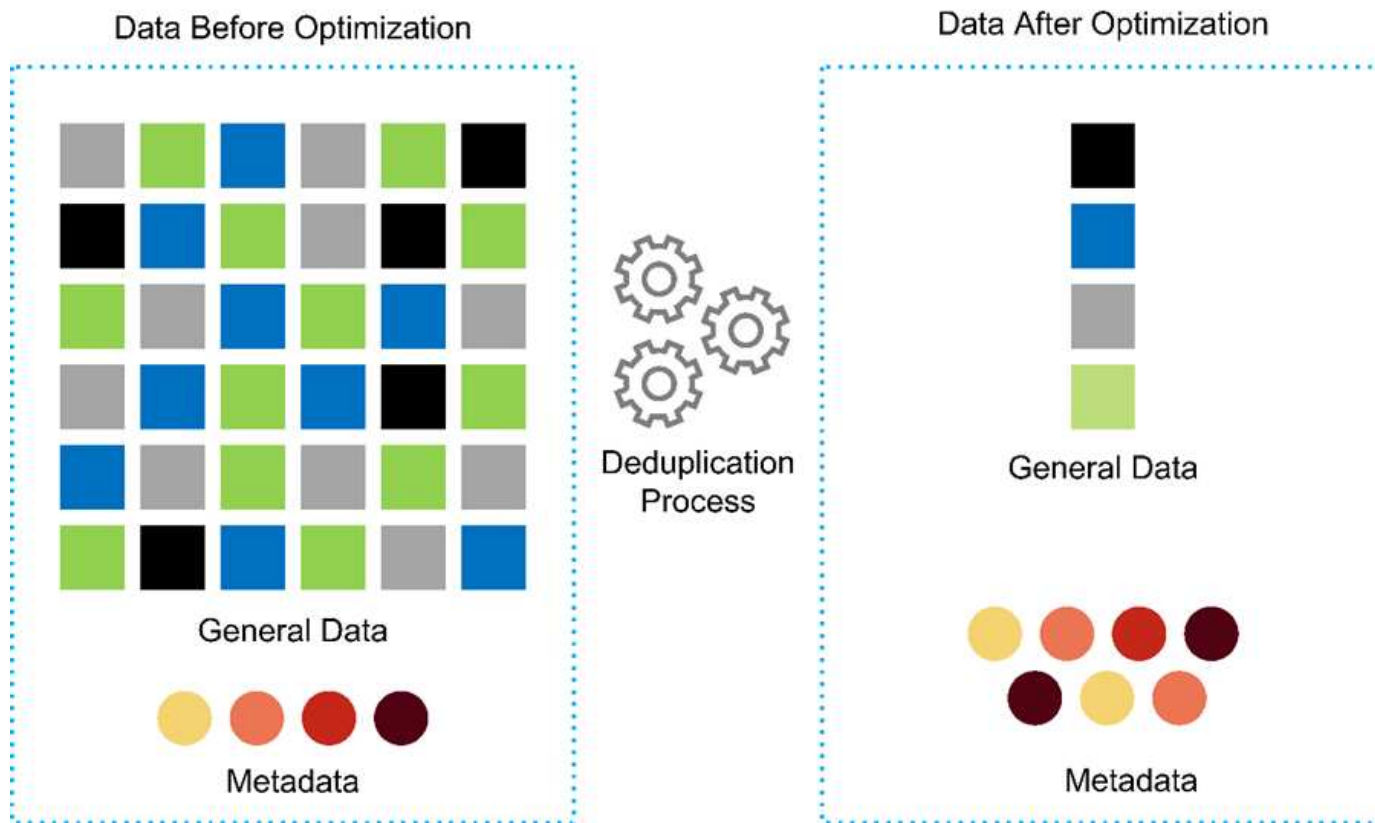 Data Before Optimization
General Data
Metadata
Deduplication
Process
Data After Optimization
General Data
Metadata